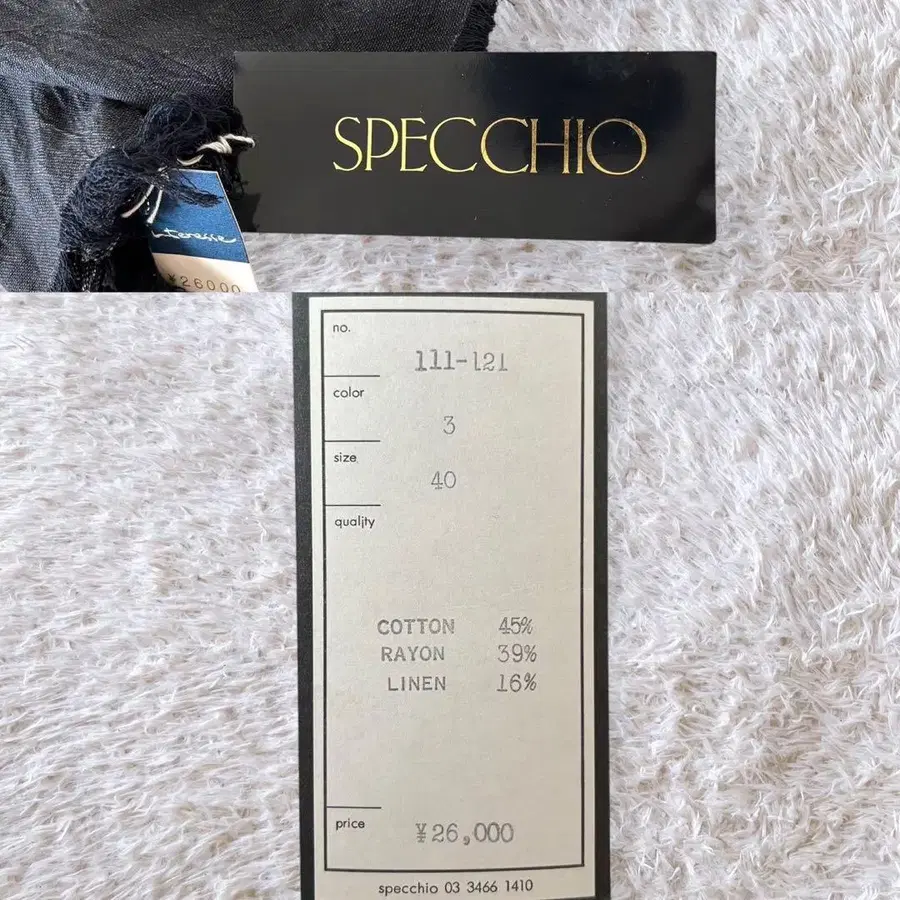 SPECCHIO
Interesse
¥26000
no.
111-121
color
3
size
40
quality
COTTON 45%
RAYON 39%
LINEN 16%
price
¥26,000
specchio 03 3466 1410